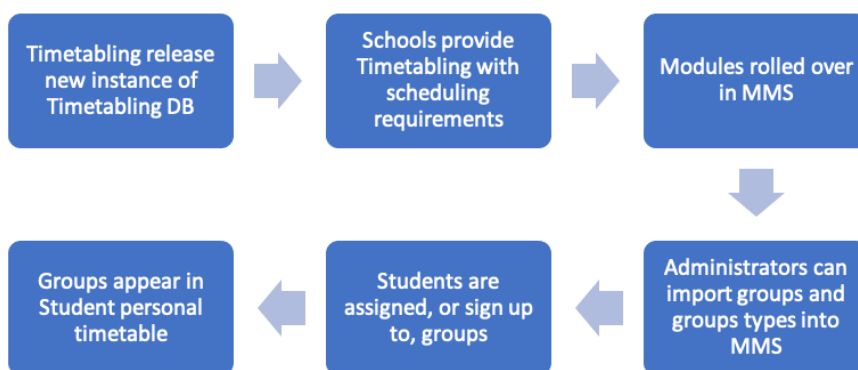 Timetabling release
new instance of
Timetabling DB
Schools provide
Timetabling with
scheduling
requirements
Modules rolled over
in MMS
Administrators can
import groups and
groups types into
MMS
Students are
assigned, or sign up
to, groups
Groups appear in
Student personal
timetable